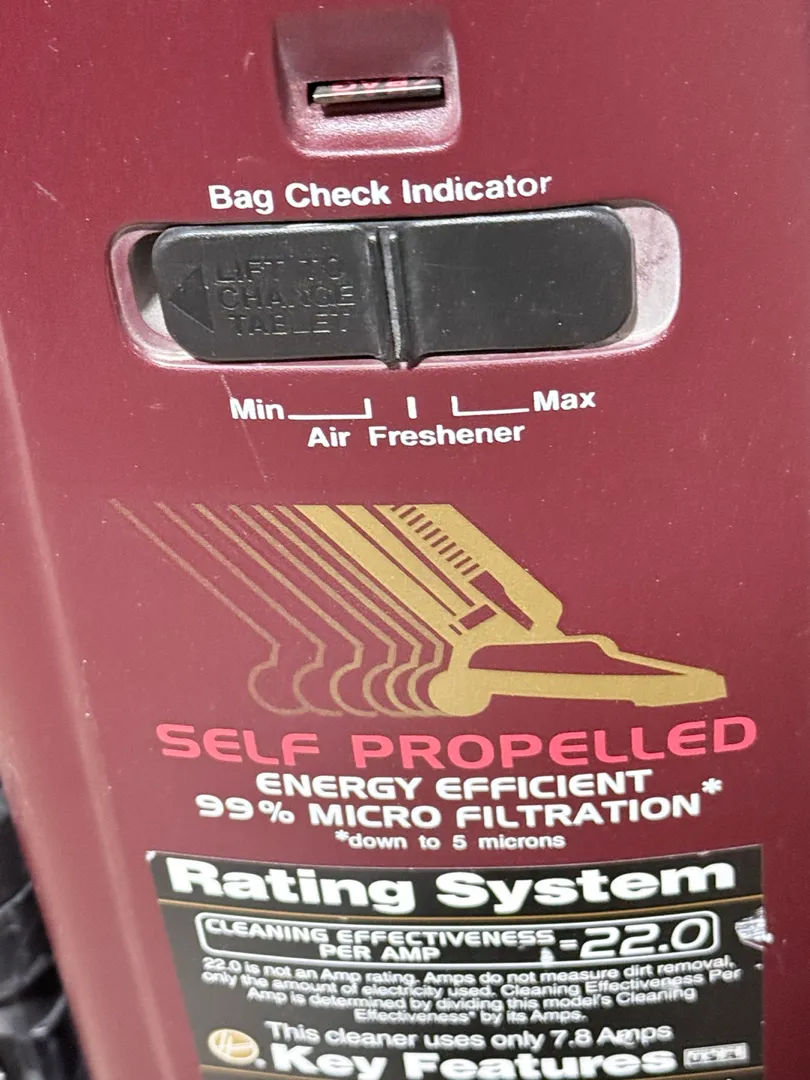 Bag Check Indicator
LIFT TO
CHANGE
TABLET
Min Max
Air Freshener
SELF PROPELLED
ENERGY EFFICIENT
99% MICRO FILTRATION*
*down to 5 microns
Rating System
CLEANING EFFECTIVENESS
PER AMP = 22.0
22.0 is not an Amp rating. Amps do not measure dirt removal,
only the amount of electricity used. Cleaning Effectiveness Per
Amp is determined by dividing this model's Cleaning
Effectiveness* by its Amps.
This cleaner uses only 7.8 Amps
Key Features